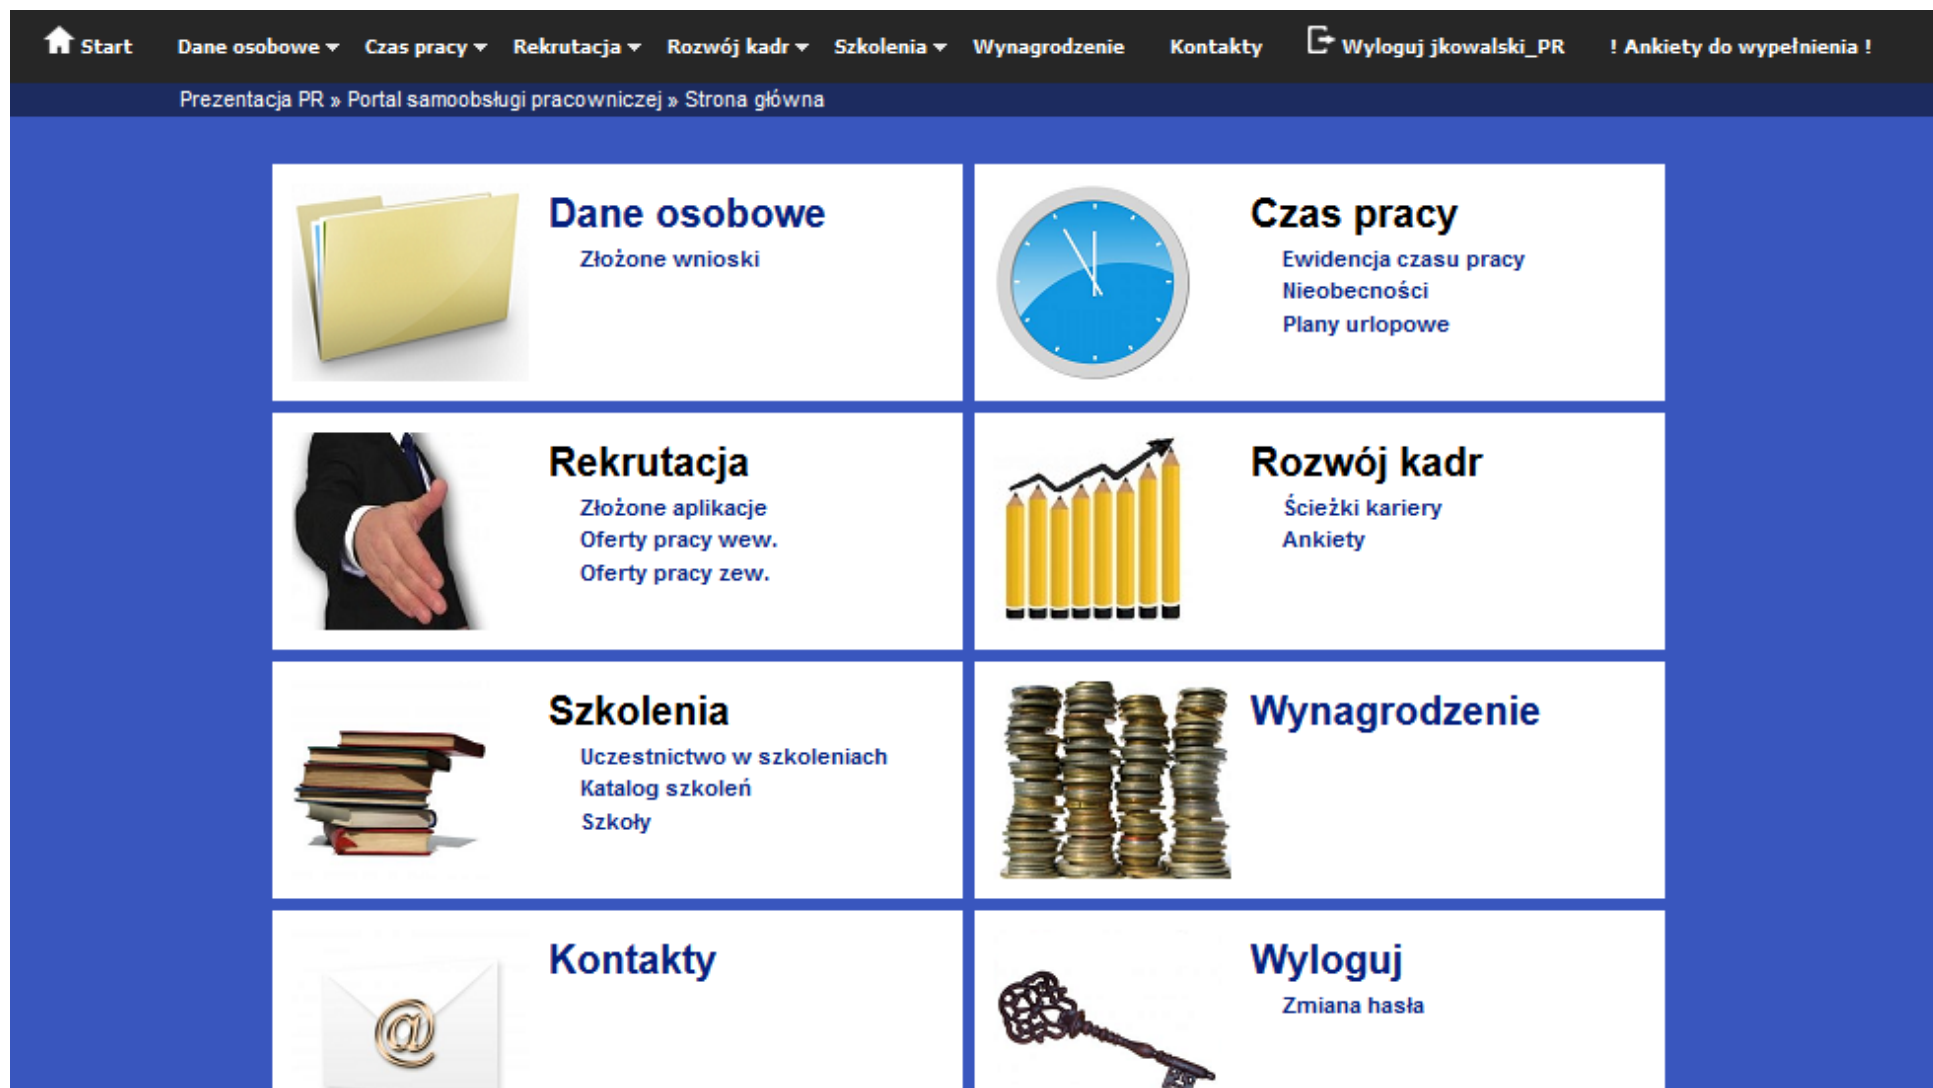 Start Dane osobowe Czas pracy Rekrutacja Rozwój kadr Szkolenia Wynagrodzenie Kontakty Wyloguj jkowalski_PR ! Ankiety do wypełnienia !
Prezentacja PR » Portal samoobsługi pracowniczej » Strona główna
Dane osobowe
Złożone wnioski
Czas pracy
Ewidencja czasu pracy
Nieobecności
Plany urlopowe
Rekrutacja
Złożone aplikacje
Oferty pracy wew.
Oferty pracy zew.
Rozwój kadr
Ścieżki kariery
Ankiety
Szkolenia
Uczestnictwo w szkoleniach
Katalog szkoleń
Szkoły
Wynagrodzenie
Kontakty
@
Wyloguj
Zmiana hasła